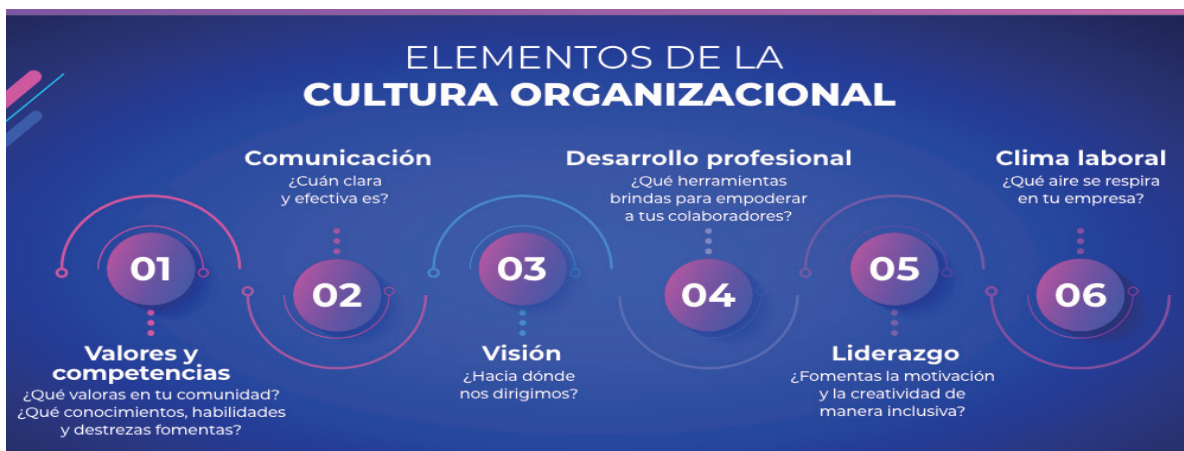 ELEMENTOS DE LA
CULTURA ORGANIZACIONAL
01
Valores y
competencias
¿Qué valoras en tu comunidad?
¿Qué conocimientos, habilidades
y destrezas fomentas?
Comunicación
¿Cuán clara
y efectiva es?
02
03
Visión
¿Hacia dónde
nos dirigimos?
Desarrollo profesional
¿Qué herramientas
brindas para empoderar
a tus colaboradores?
04
05
Liderazgo
¿Fomentas la motivación
y la creatividad de
manera inclusiva?
Clima laboral
¿Qué aire se respira
en tu empresa?
06